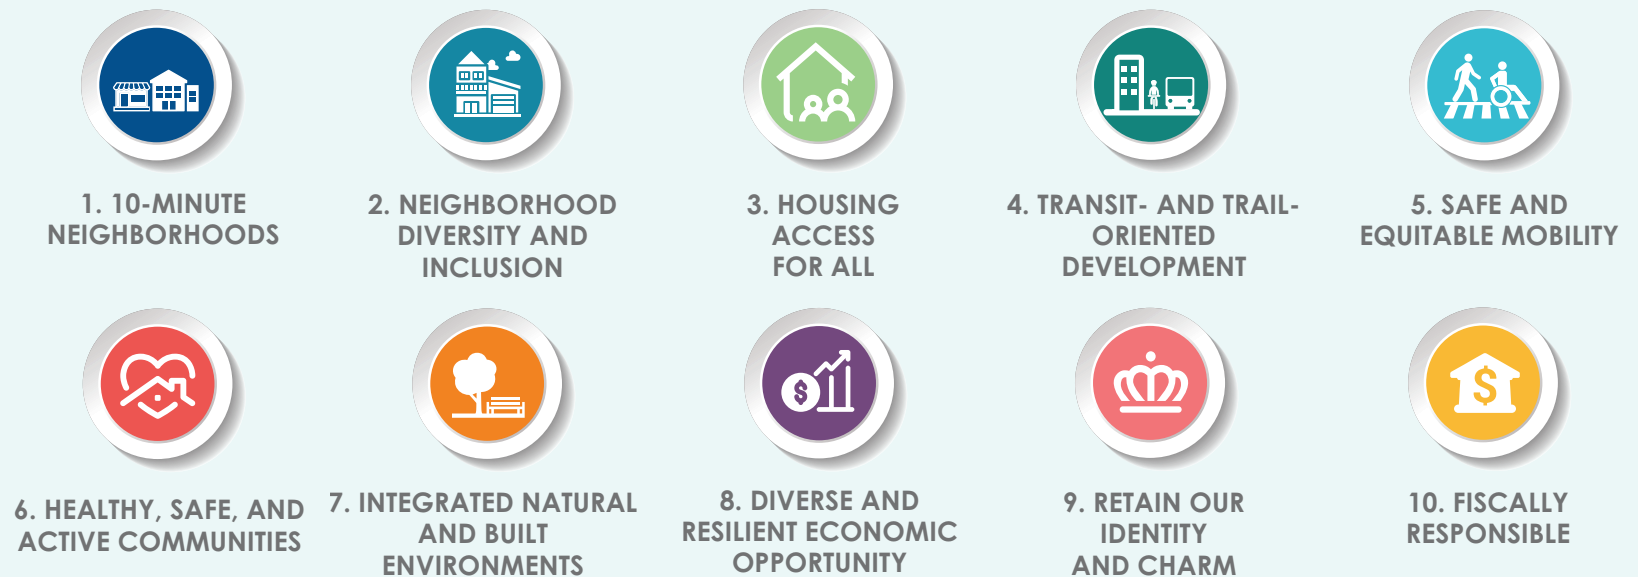 1. 10-MINUTE
NEIGHBORHOODS
2. NEIGHBORHOOD
DIVERSITY AND
INCLUSION
3. HOUSING
ACCESS
FOR ALL
4. TRANSIT- AND TRAIL-
ORIENTED
DEVELOPMENT
5. SAFE AND
EQUITABLE MOBILITY
6. HEALTHY, SAFE, AND
ACTIVE COMMUNITIES
7. INTEGRATED NATURAL
AND BUILT
ENVIRONMENTS
8. DIVERSE AND
RESILIENT ECONOMIC
OPPORTUNITY
9. RETAIN OUR
IDENTITY
AND CHARM
10. FISCALLY
RESPONSIBLE